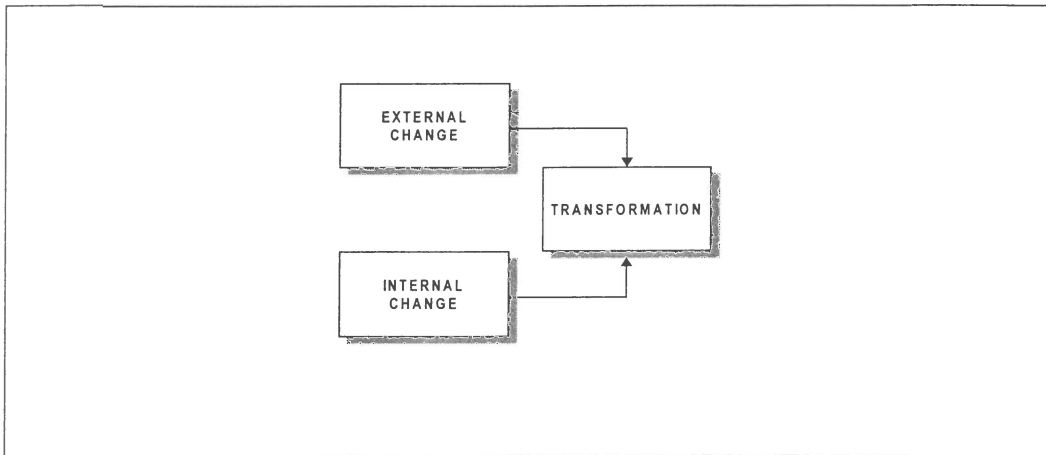 EXTERNAL
CHANGE
TRANSFORMATION
INTERNAL
CHANGE